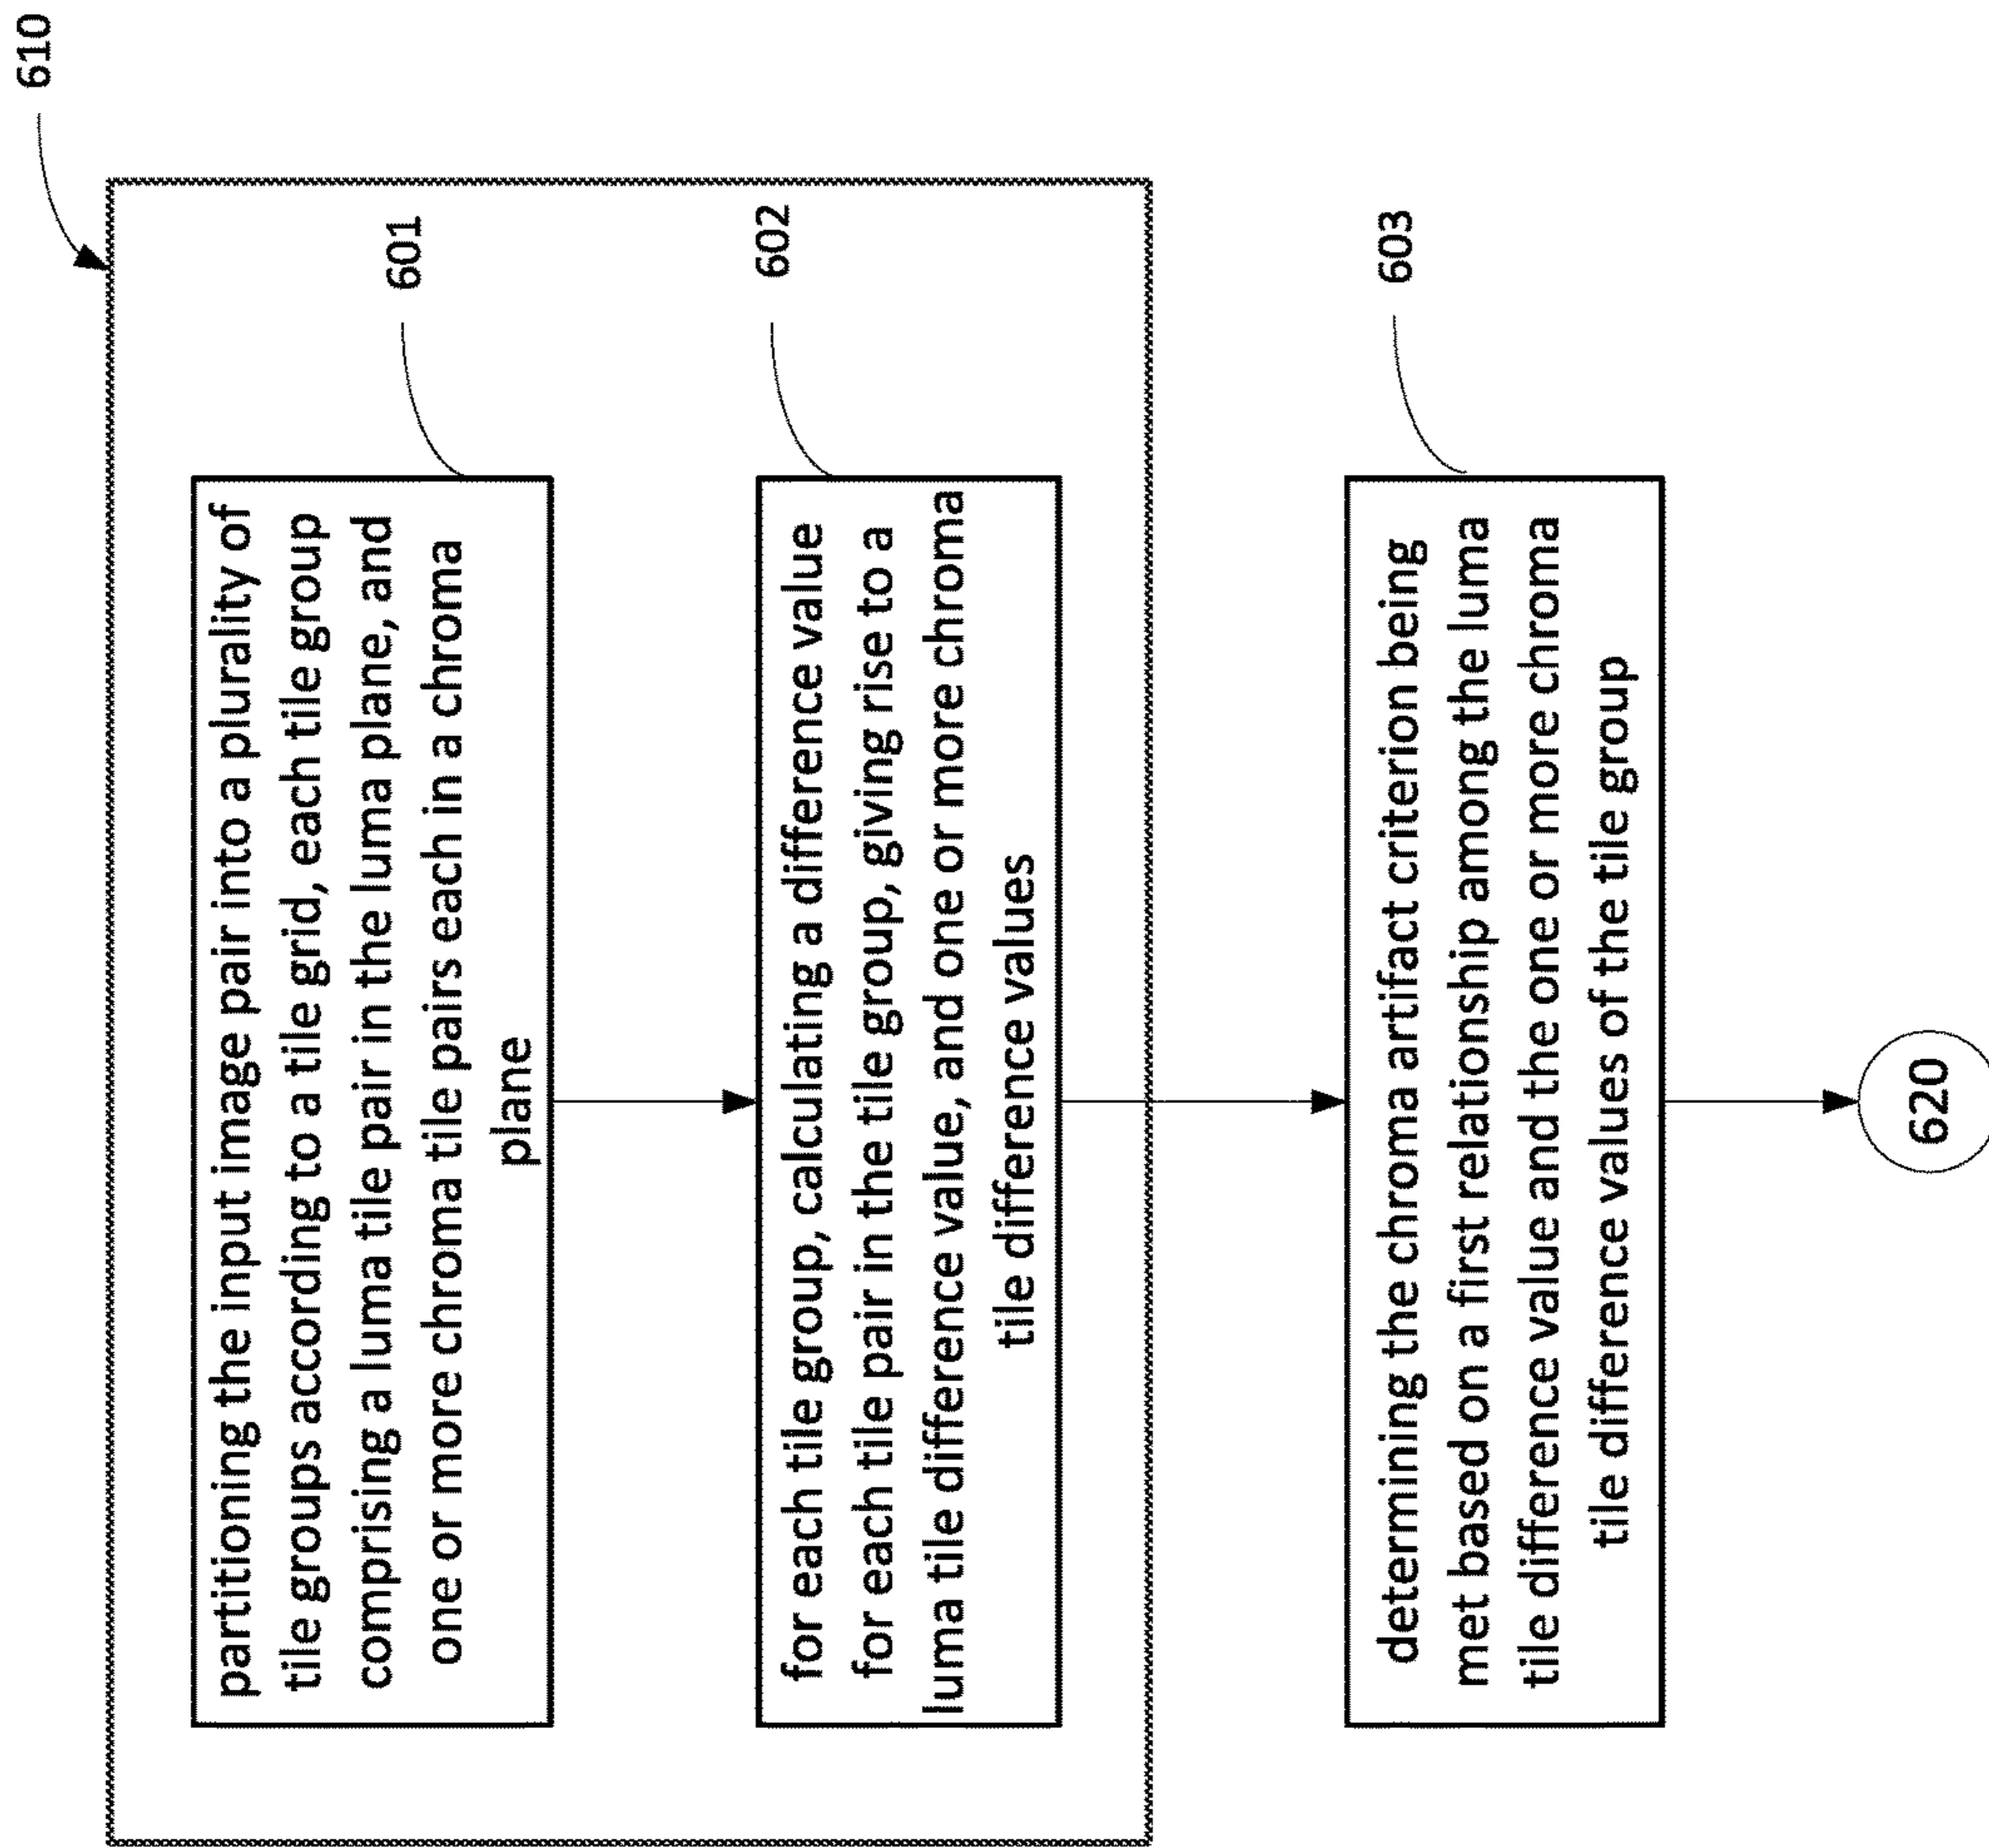 610
partitioning the input image pair into a plurality of
tile groups according to a tile grid, each tile group
comprising a luma tile pair in the luma plane, and
one or more chroma tile pairs each in a chroma
plane
601
for each tile group, calculating a difference value
for each tile pair in the tile group, giving rise to a
luma tile difference value, and one or more chroma
tile difference values
602
determining the chroma artifact criterion being
met based on a first relationship among the luma
tile difference value and the one or more chroma
tile difference values of the tile group
603
620